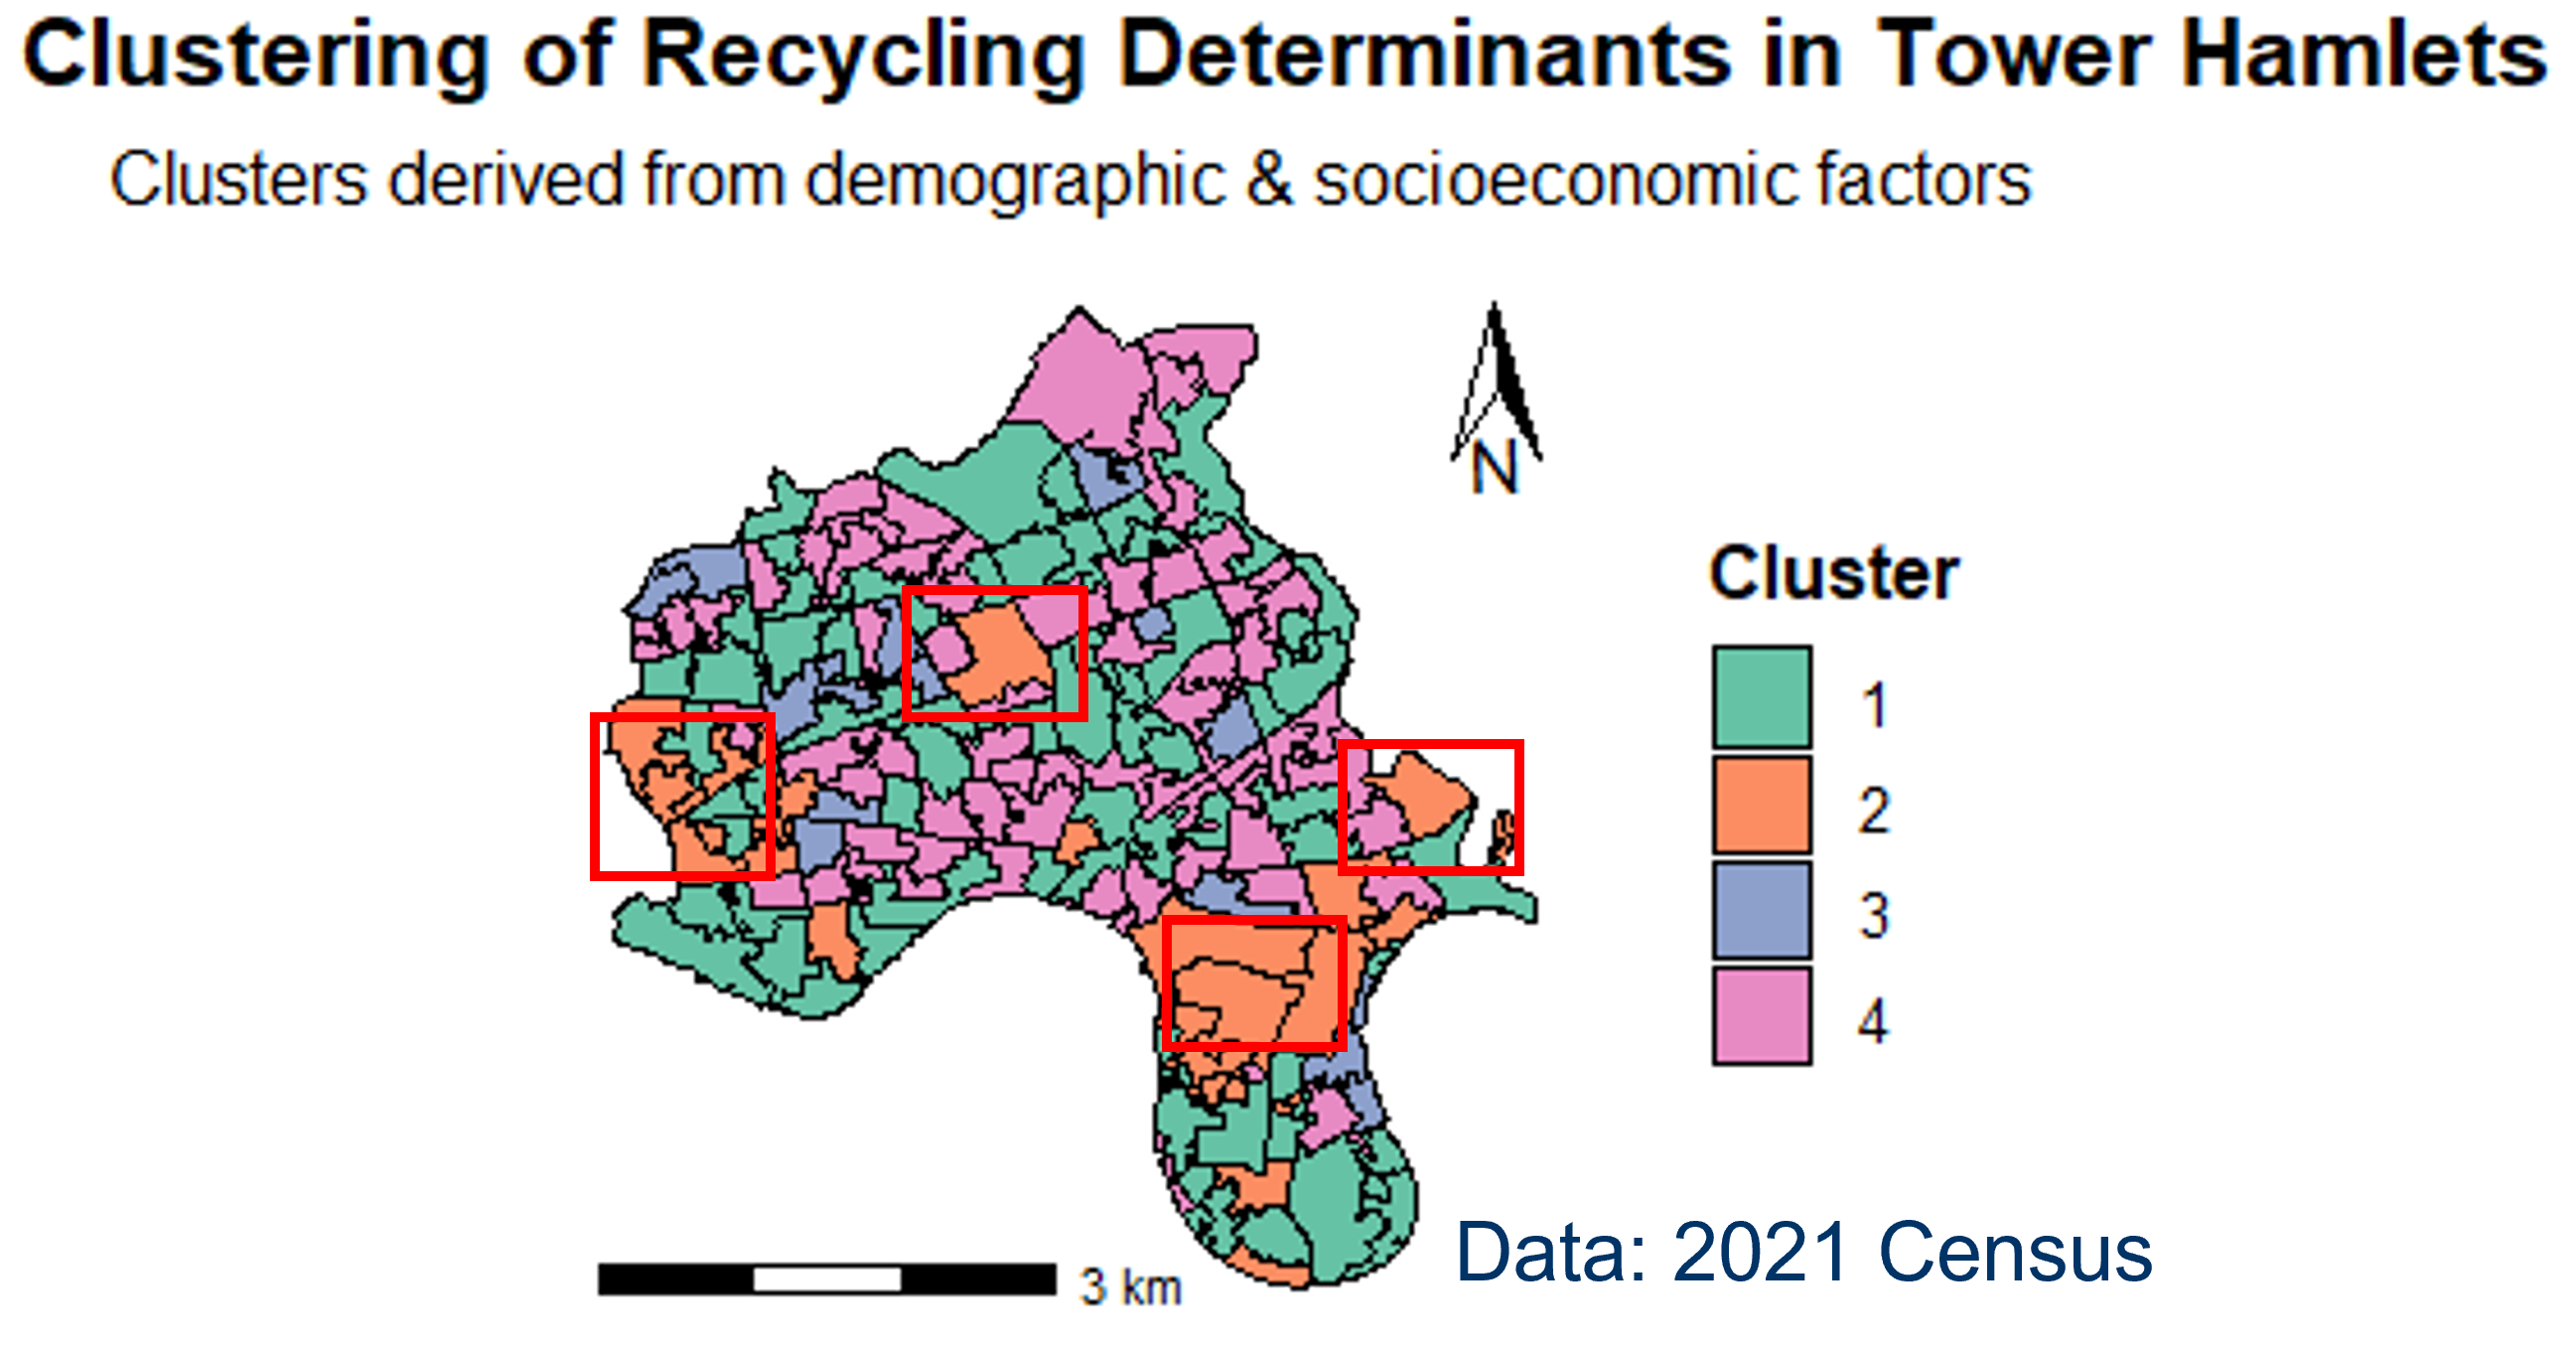 Clustering of Recycling Determinants in Tower Hamlets
Clusters derived from demographic & socioeconomic factors
N
Cluster
1
2
3
4
3 km
Data: 2021 Census